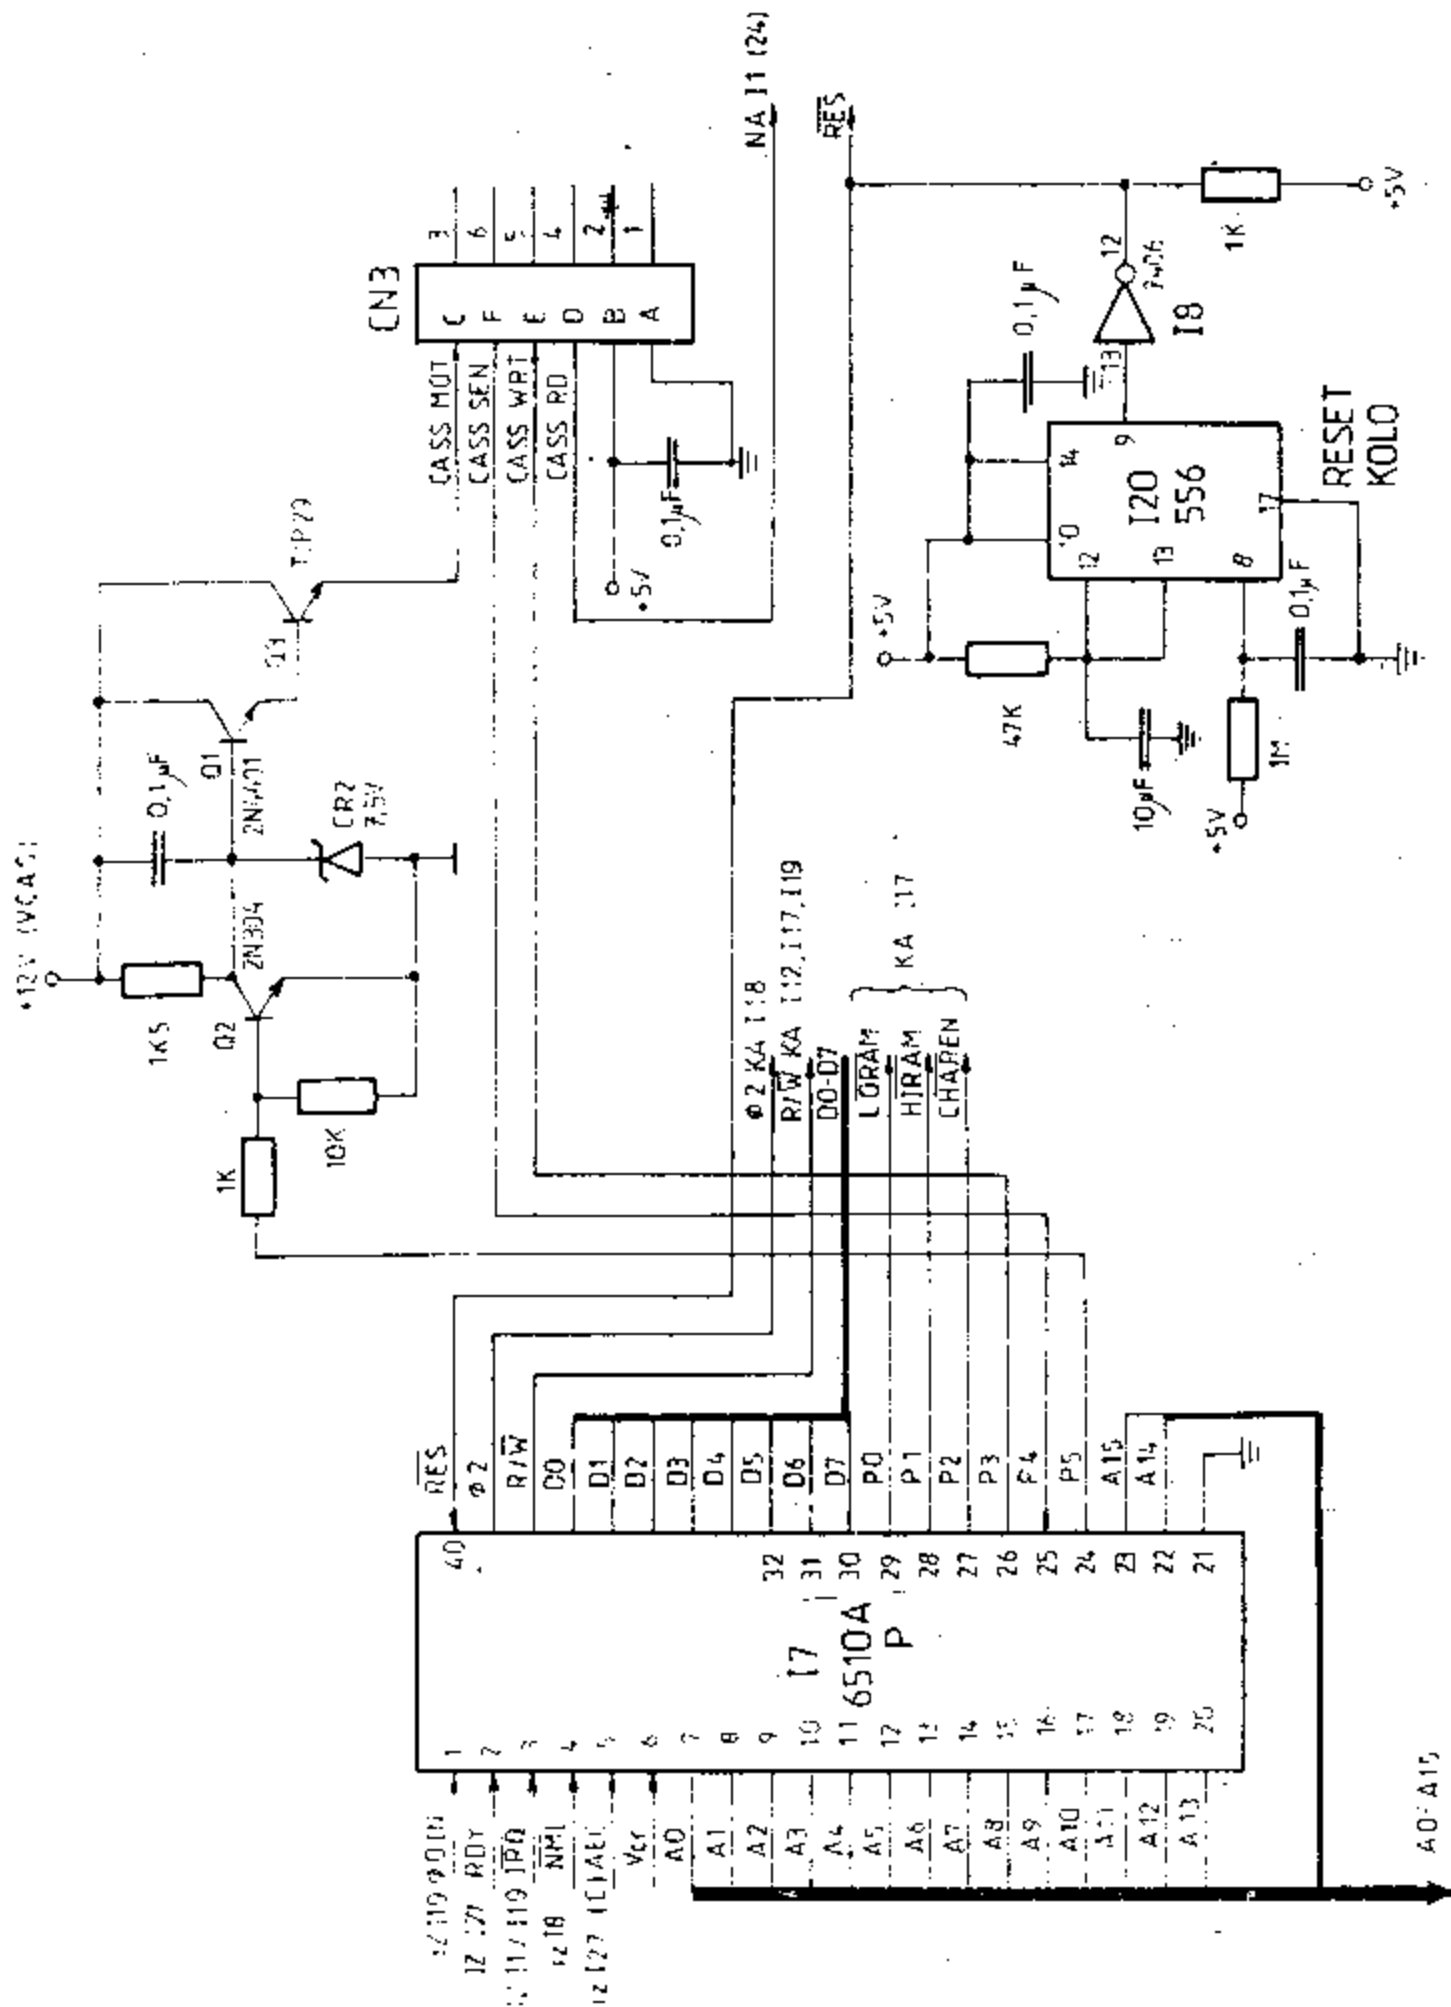 +12V (VCAS)
1K5
0,1µF
Q2
Q1
Q3
TIP29
CR2
7,5V
1K
10K
CN3
C
F
E
D
B
A
3
6
5
4
2
1
CASS MOT
CASS SEN
CASS WRT
CASS RD
+5V
0,1µF
NA I1 (24)
RES
Φ2 KA I18
R/W KA I12,I17,I19
D0-D7
LORAM
HIRAM
CHAREN
KA I17
+5V
47K
10µF
+5V
1M
0,1µF
I20
556
10
14
12
13
8
9
0,1µF
13
12
7406
I8
1K
+5V
RESET
KOLO
RES
Φ2
R/W
D0
D1
D2
D3
D4
D5
D6
D7
P0
P1
P2
P3
P4
P5
A15
A14
40
32
31
30
29
28
27
26
25
24
23
22
21
I7
6510A
P
1
2
3
4
5
6
7
8
9
10
11
12
13
14
15
16
17
18
19
20
RDY
IRQ
NMI
A0
A1
A2
A3
A4
A5
A6
A7
A8
A9
A10
A11
A12
A13
A0-A15